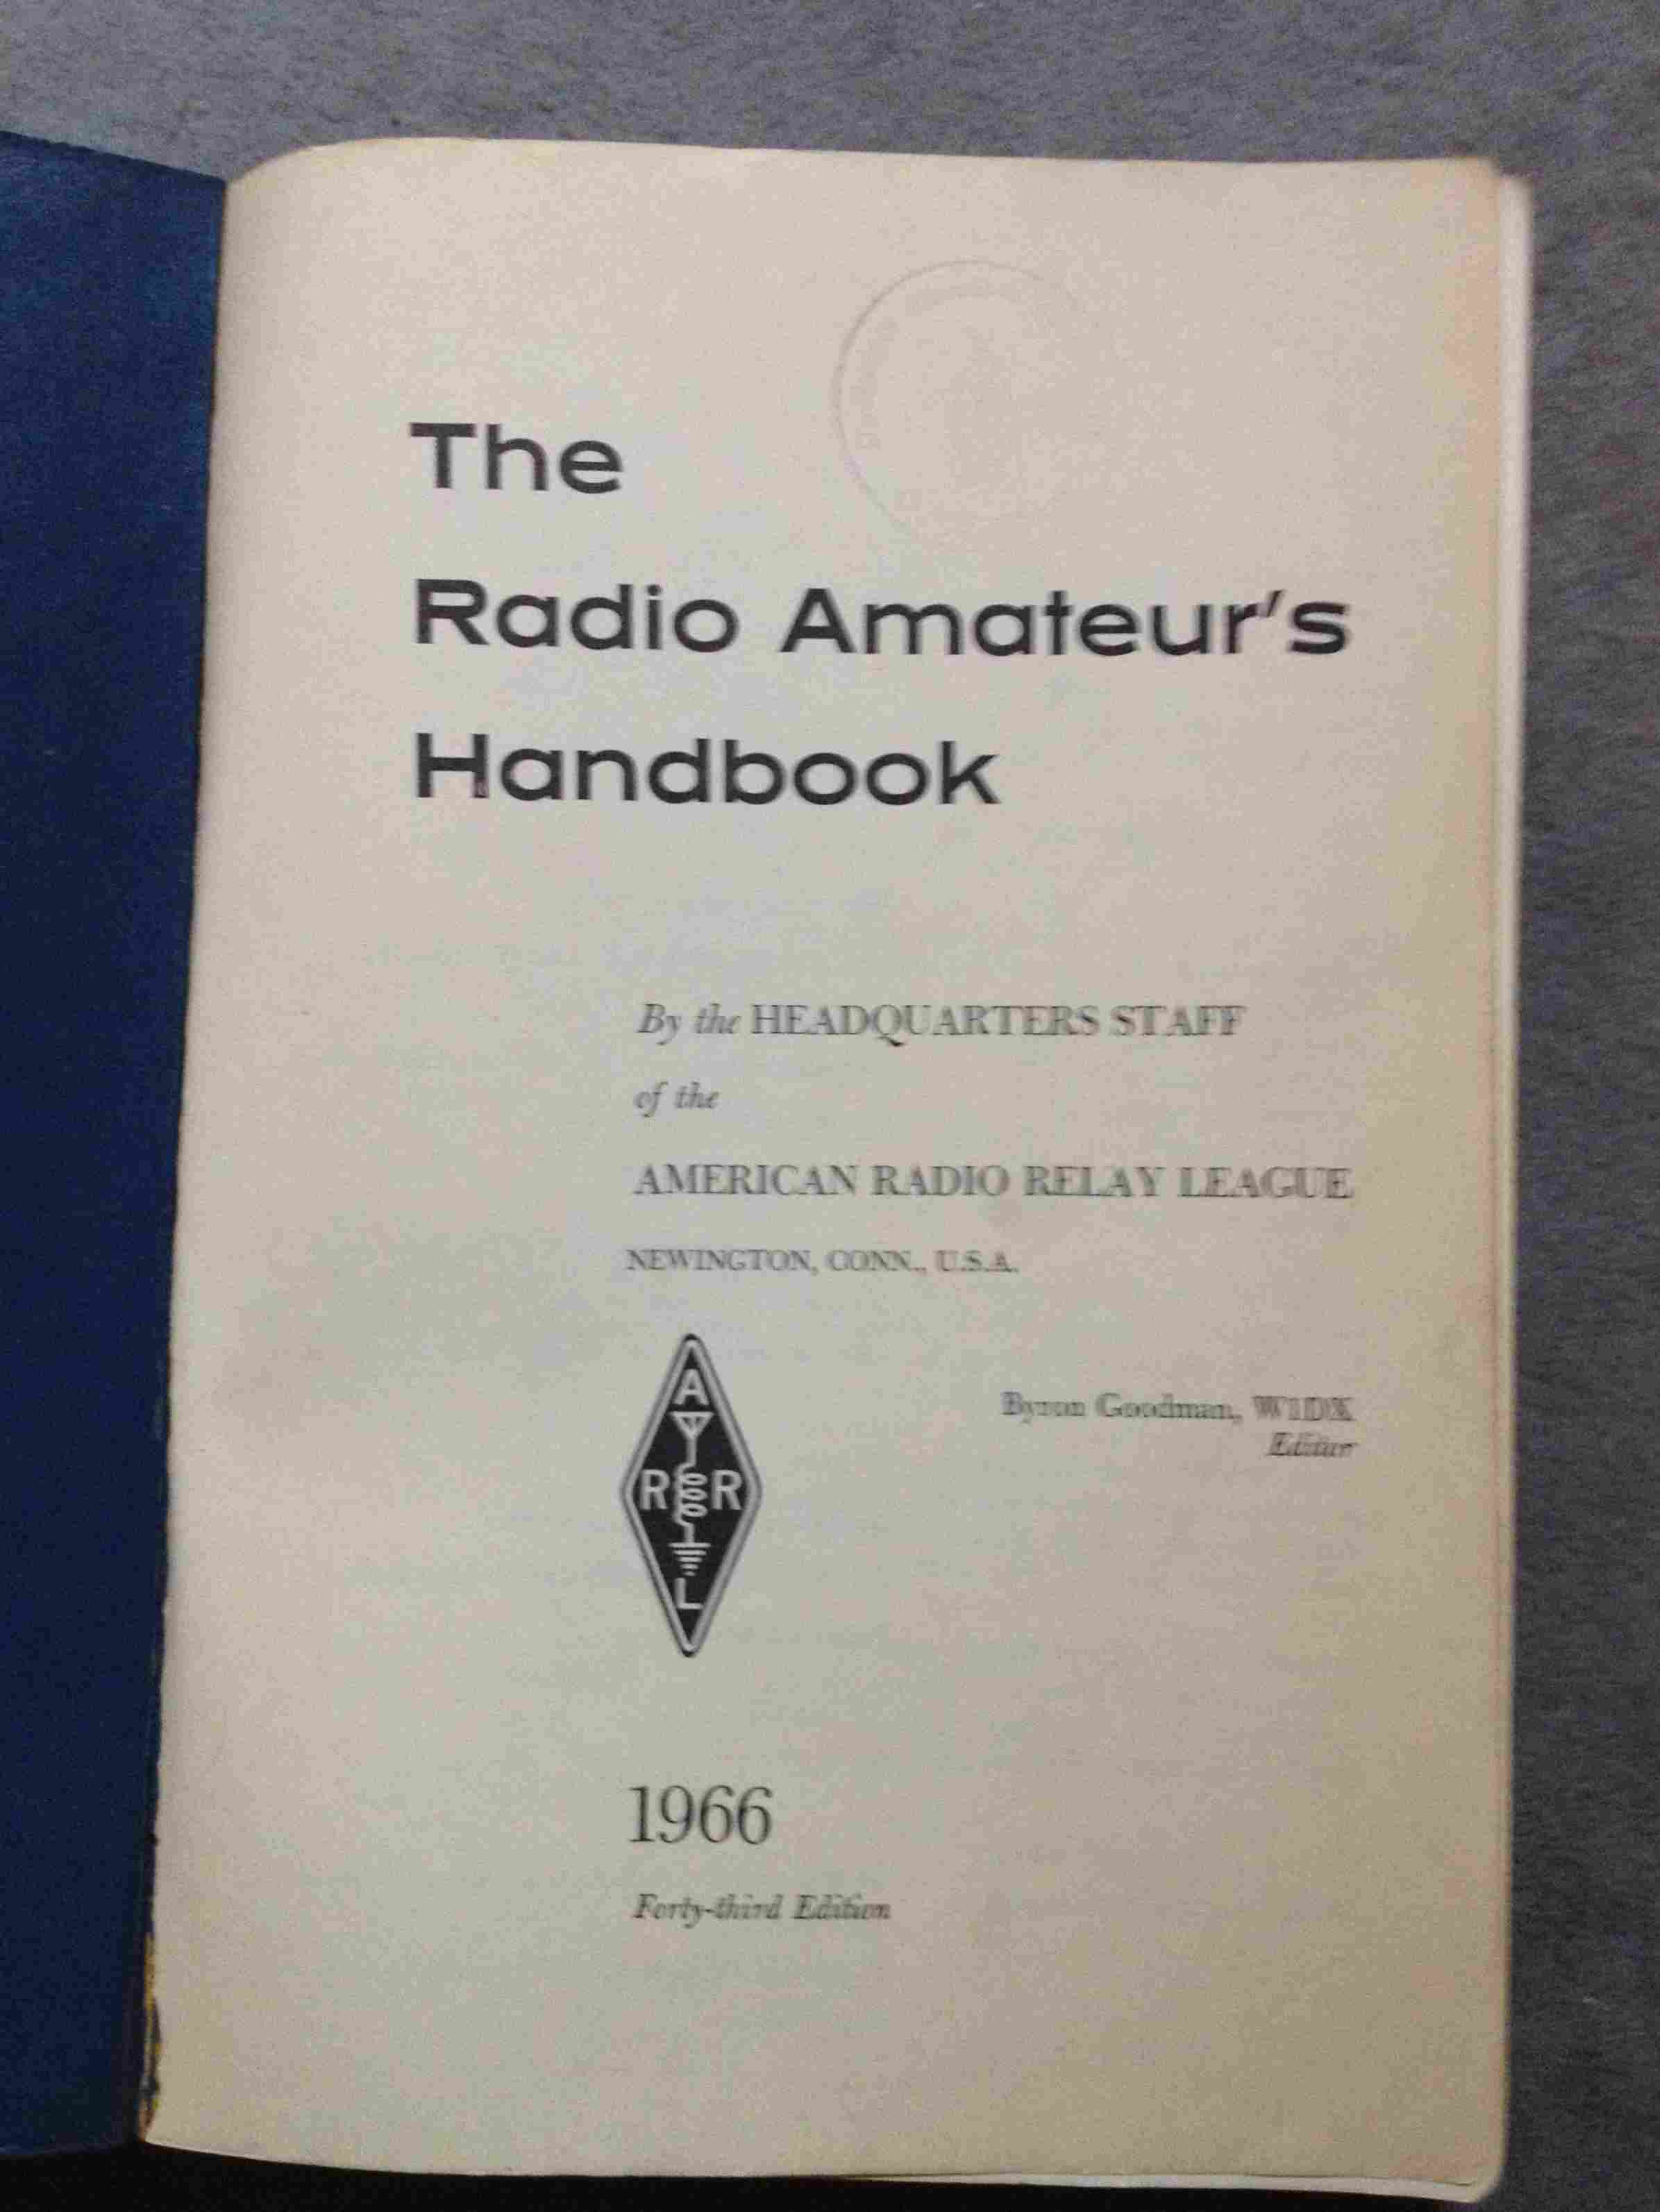 The
Radio Amateur's
Handbook
By the HEADQUARTERS STAFF
of the
AMERICAN RADIO RELAY LEAGUE
NEWINGTON, CONN., U.S.A.
Byron Goodman, W1DX
Editor
A
R R
L
1966
Forty-third Edition